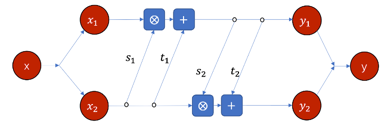 x₁ ⊗ + y₁
s₁ t₁ s₂ t₂
x y
x₂ ⊗ + y₂